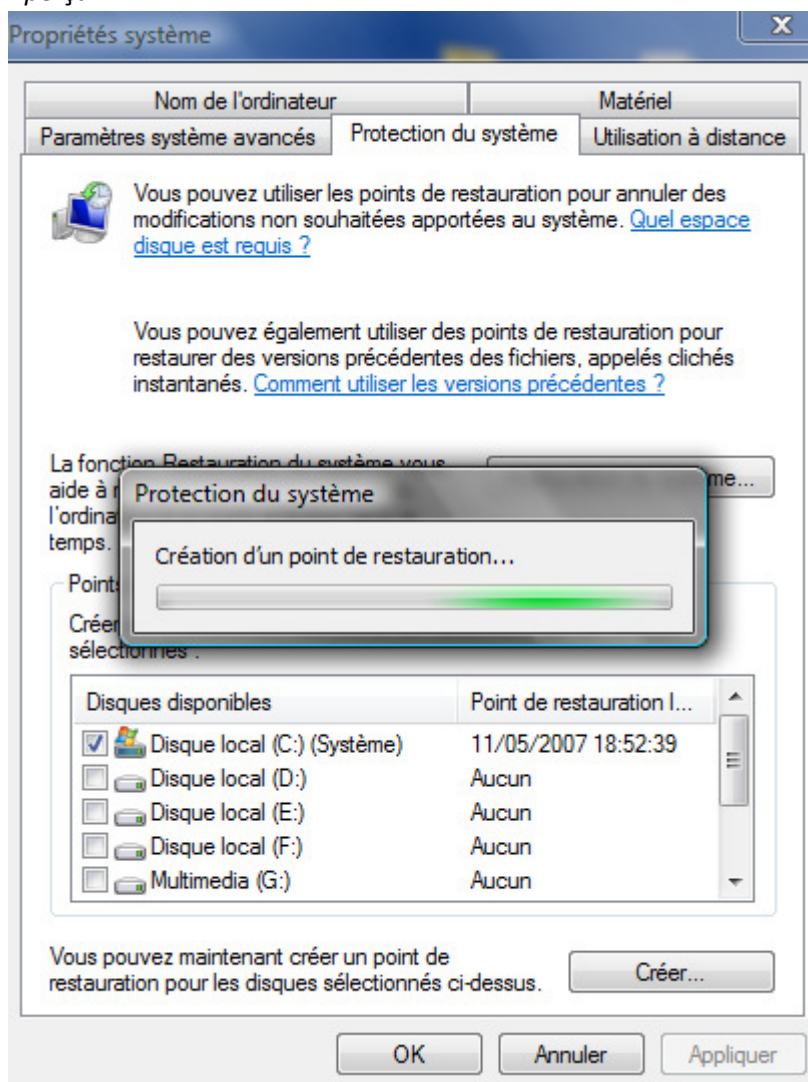 Propriétés système
Nom de l'ordinateur
Matériel
Paramètres système avancés
Protection du système
Utilisation à distance
Vous pouvez utiliser les points de restauration pour annuler des
modifications non souhaitées apportées au système. Quel espace
disque est requis ?
Vous pouvez également utiliser des points de restauration pour
restaurer des versions précédentes des fichiers, appelés clichés
instantanés. Comment utiliser les versions précédentes ?
La fonction Restauration du système vous
aide à
me...
l'ordina
temps.
Protection du système
Création d'un point de restauration...
Points
Créer
sélectionnés :
Disques disponibles
Point de restauration l...
Disque local (C:) (Système)
11/05/2007 18:52:39
Disque local (D:)
Aucun
Disque local (E:)
Aucun
Disque local (F:)
Aucun
Multimedia (G:)
Aucun
Vous pouvez maintenant créer un point de
restauration pour les disques sélectionnés ci-dessus.
Créer...
OK
Annuler
Appliquer